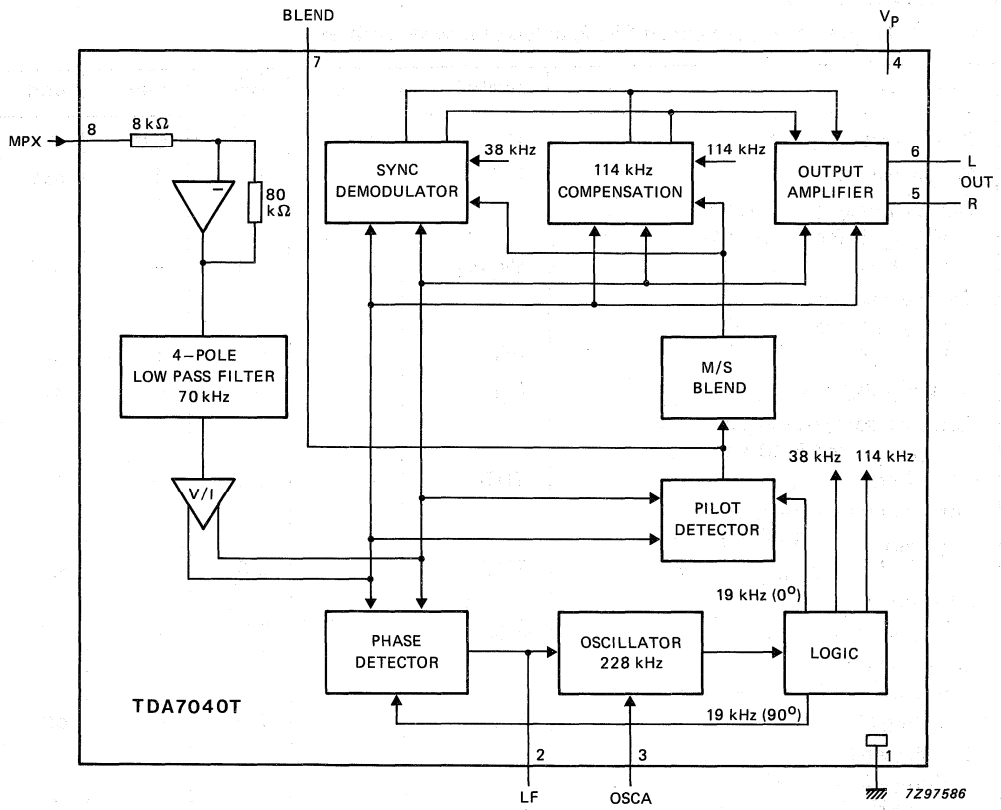 BLEND
V_P
7
4
MPX
8
8 kΩ
–
80
kΩ
SYNC
DEMODULATOR
38 kHz
114 kHz
COMPENSATION
114 kHz
OUTPUT
AMPLIFIER
6
L
OUT
5
R
4–POLE
LOW PASS FILTER
70 kHz
M/S
BLEND
V/I
38 kHz
114 kHz
PILOT
DETECTOR
19 kHz (0°)
PHASE
DETECTOR
OSCILLATOR
228 kHz
LOGIC
19 kHz (90°)
TDA7040T
2
3
1
LF
OSCA
7Z97586